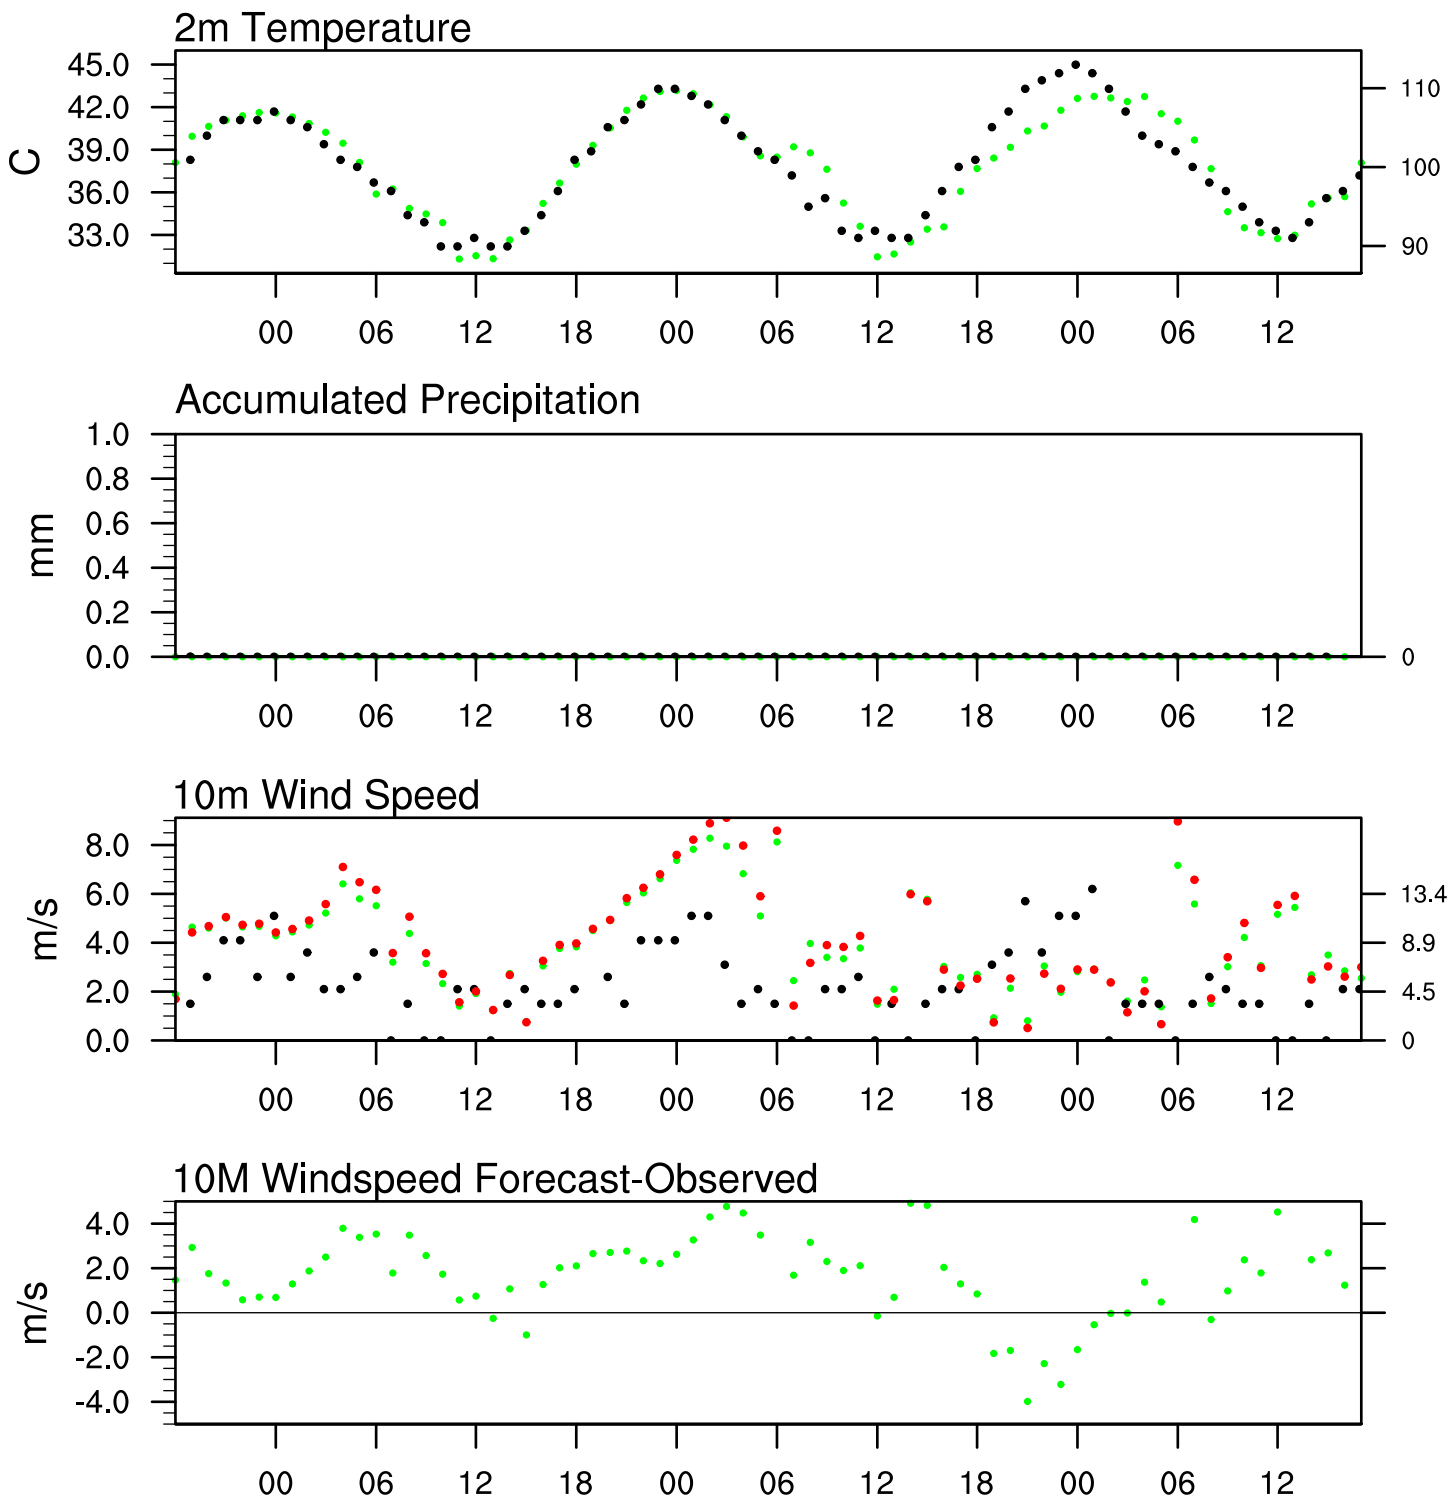 2m Temperature
45.0
42.0
39.0
36.0
33.0
C
110
100
90
00 06 12 18 00 06 12 18 00 06 12
Accumulated Precipitation
1.0
0.8
0.6
0.4
0.2
0.0
mm
0
00 06 12 18 00 06 12 18 00 06 12
10m Wind Speed
8.0
6.0
4.0
2.0
0.0
m/s
13.4
8.9
4.5
0
00 06 12 18 00 06 12 18 00 06 12
10M Windspeed Forecast-Observed
4.0
2.0
0.0
-2.0
-4.0
m/s
00 06 12 18 00 06 12 18 00 06 12